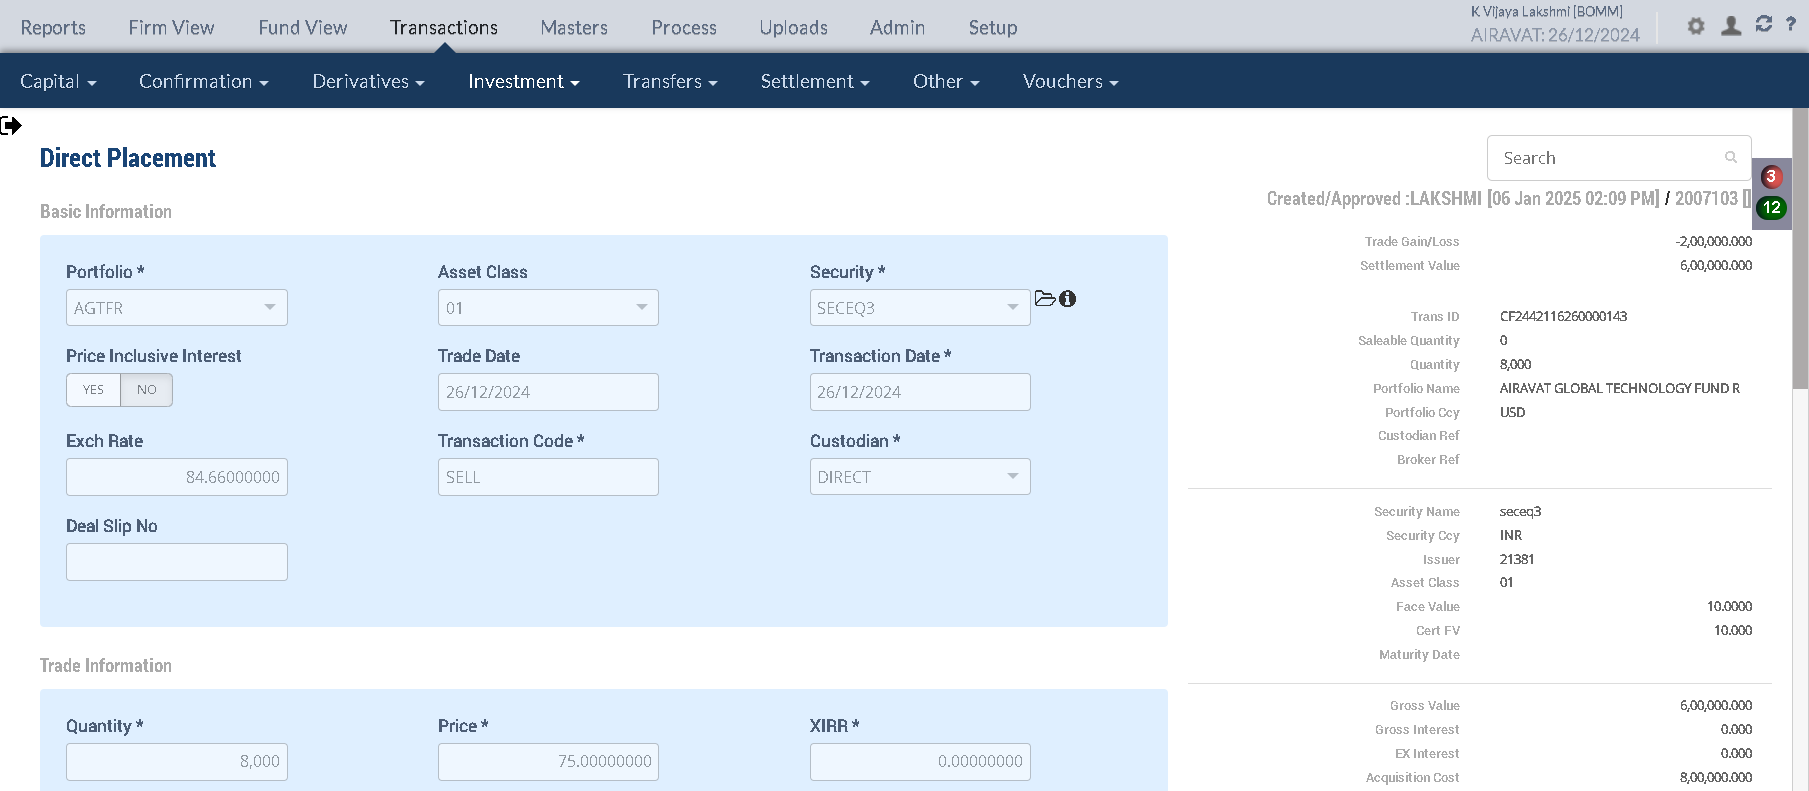 Reports Firm View Fund View Transactions Masters Process Uploads Admin Setup
K Vijaya Lakshmi [BOMM]
AIRAVAT: 26/12/2024
?
Capital Confirmation Derivatives Investment Transfers Settlement Other Vouchers
Direct Placement
Search
3
12
Created/Approved :LAKSHMI [06 Jan 2025 02:09 PM] / 2007103 []
Basic Information
Portfolio * Asset Class Security *
AGTFR 01 SECEQ3
Price Inclusive Interest Trade Date Transaction Date *
YES NO 26/12/2024 26/12/2024
Exch Rate Transaction Code * Custodian *
84.66000000 SELL DIRECT
Deal Slip No
Trade Information
Quantity * Price * XIRR *
8,000 75.00000000 0.00000000
Trade Gain/Loss -2,00,000.000
Settlement Value 6,00,000.000
Trans ID CF2442116260000143
Saleable Quantity 0
Quantity 8,000
Portfolio Name AIRAVAT GLOBAL TECHNOLOGY FUND R
Portfolio Ccy USD
Custodian Ref
Broker Ref
Security Name seceq3
Security Ccy INR
Issuer 21381
Asset Class 01
Face Value 10.0000
Cert FV 10.000
Maturity Date
Gross Value 6,00,000.000
Gross Interest 0.000
EX Interest 0.000
Acquisition Cost 8,00,000.000